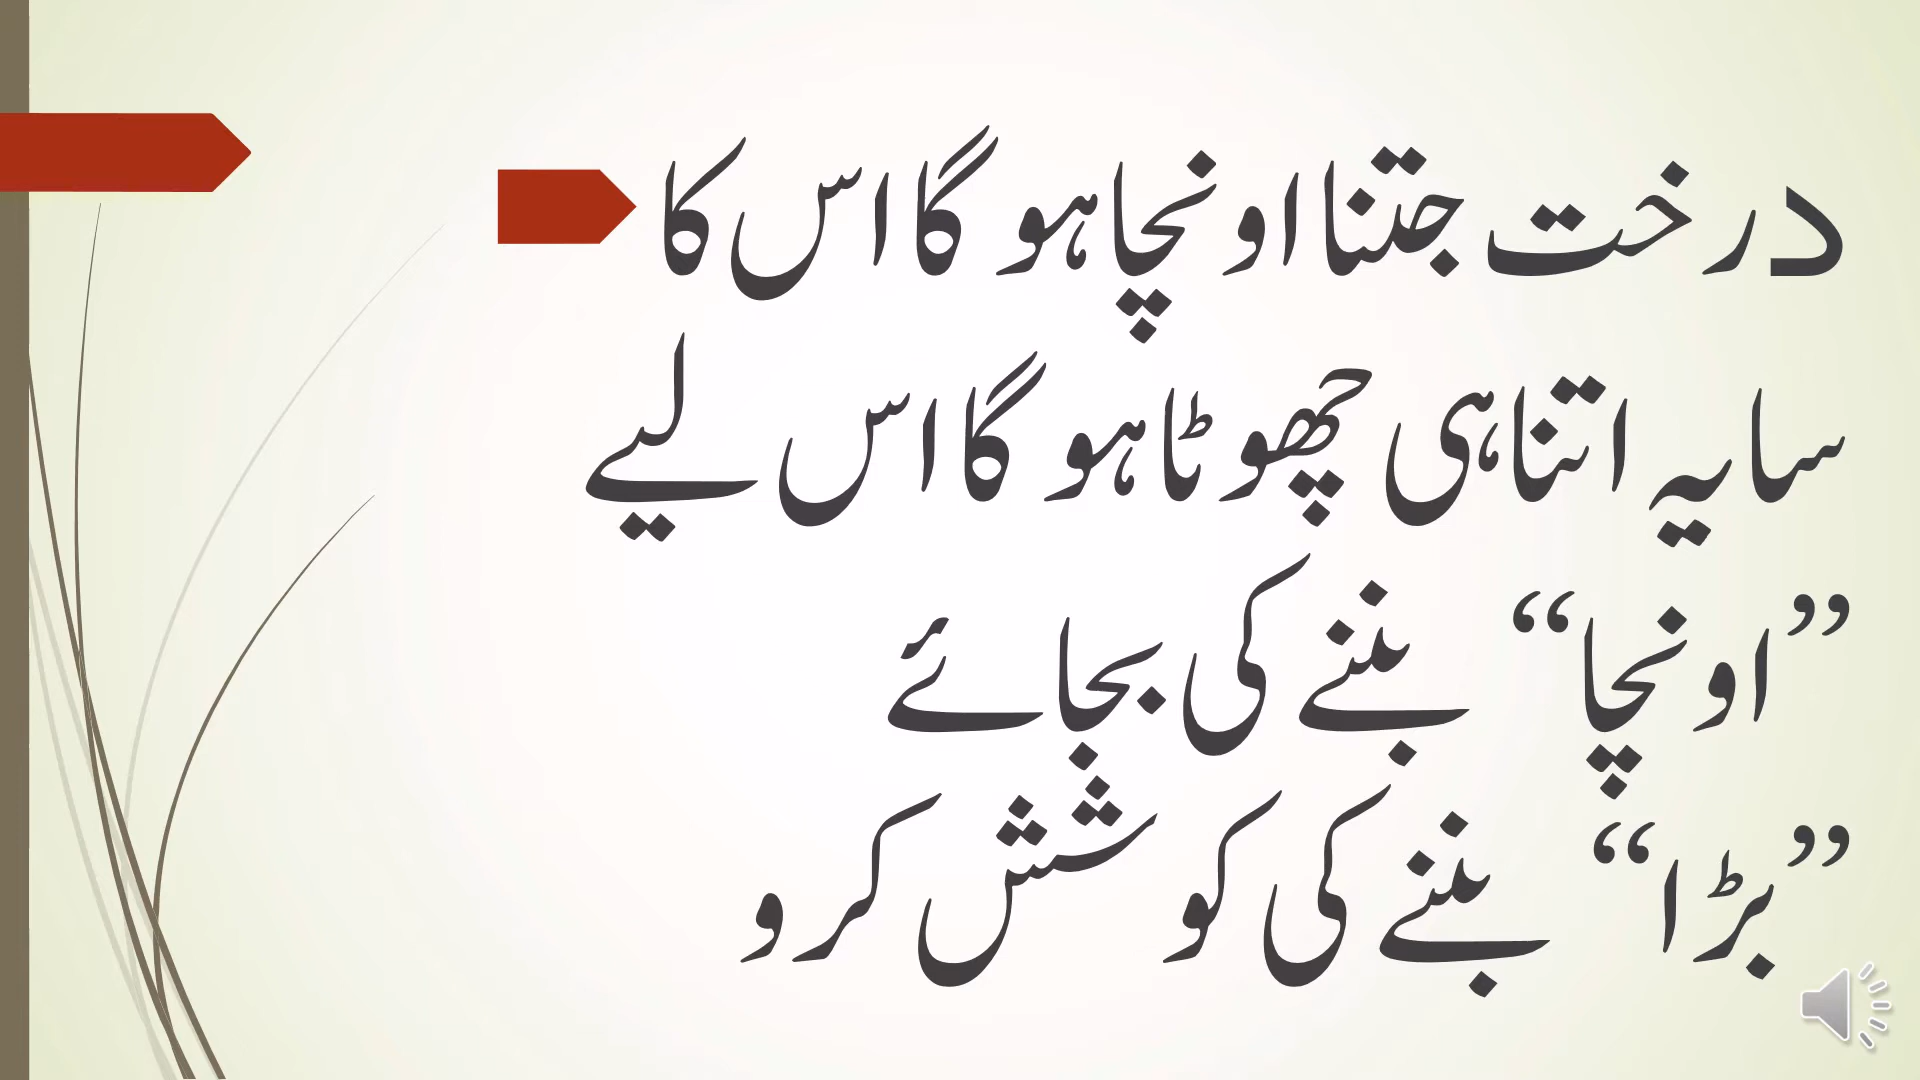 درخت جتنا اونچا ہو گا اس کا
سایہ اتنا ہی چھوٹا ہو گا اس لیے
”اونچا“ بننے کی بجائے
”بڑا“ بننے کی کوشش کرو